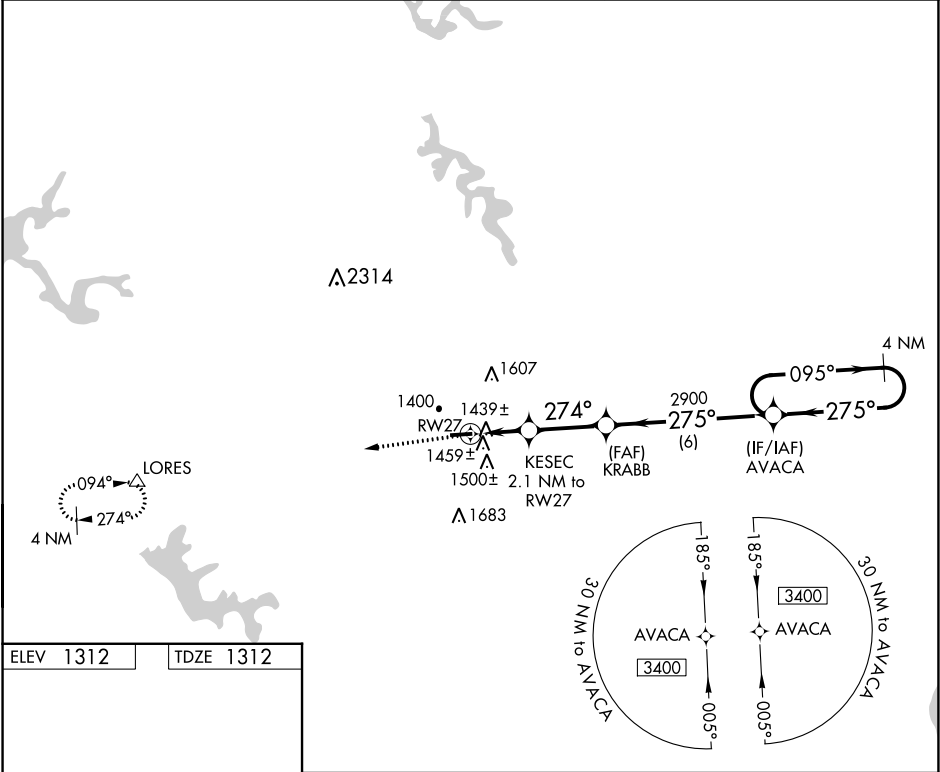 2314
4 NM
1607
095°
1400
1439±
274°
2900
275°
275°
RW27
(6)
1459±
KESEC
2.1 NM to
RW27
(FAF)
KRABB
(IF/IAF)
AVACA
1500±
LORES
094°
274°
4 NM
1683
185°
185°
30 NM to AVACA
30 NM to AVACA
3400
AVACA
AVACA
3400
005°
005°
ELEV 1312
TDZE 1312